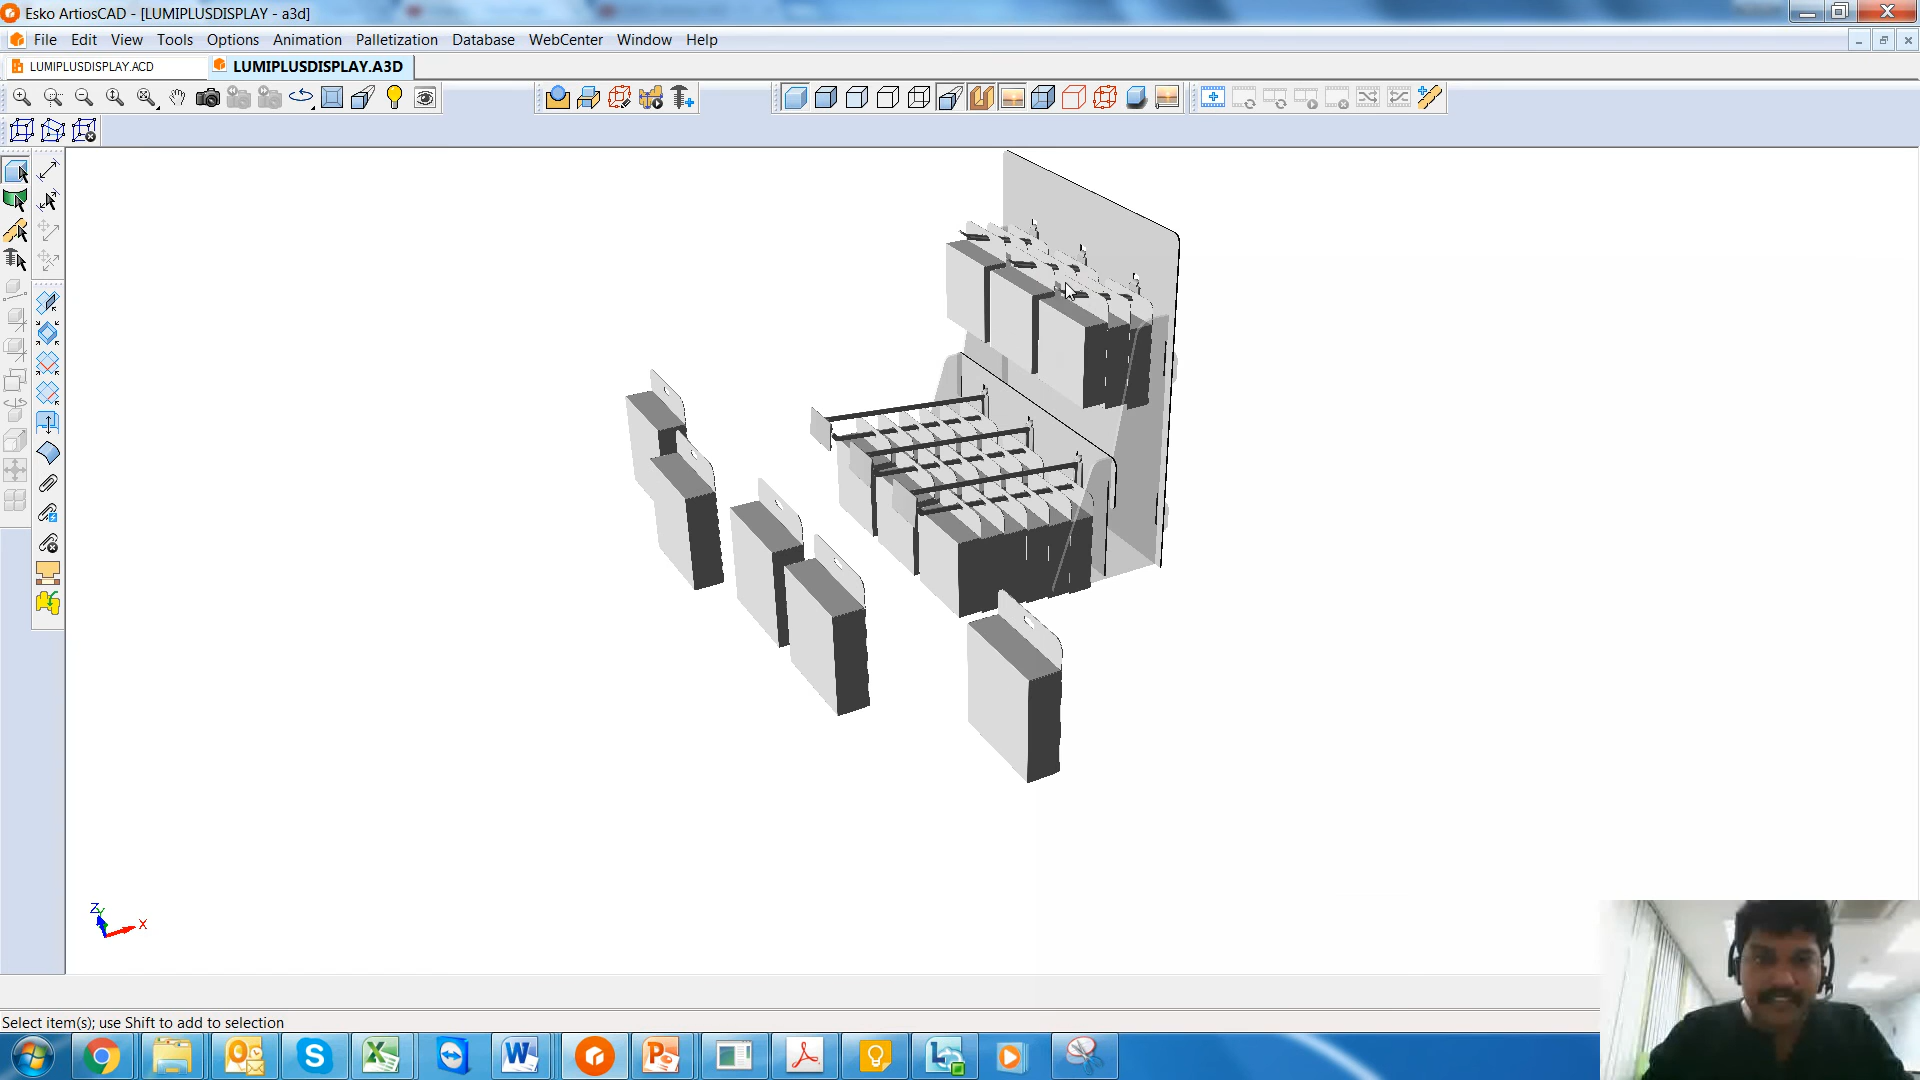 Esko ArtiosCAD - [LUMIPLUSDISPLAY - a3d]
File Edit View Tools Options Animation Palletization Database WebCenter Window Help
LUMIPLUSDISPLAY.ACD LUMIPLUSDISPLAY.A3D
Z
X
Select item(s); use Shift to add to selection